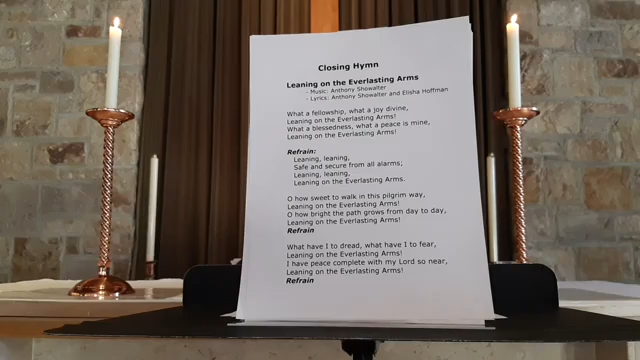 Closing Hymn
Leaning on the Everlasting Arms
- Music: Anthony Showalter
- Lyrics: Anthony Showalter and Elisha Hoffman
What a fellowship, what a joy divine,
Leaning on the Everlasting Arms!
What a blessedness, what a peace is mine,
Leaning on the Everlasting Arms!
Refrain:
Leaning, leaning,
Safe and secure from all alarms;
Leaning, leaning,
Leaning on the Everlasting Arms.
O how sweet to walk in this pilgrim way,
Leaning on the Everlasting Arms!
O how bright the path grows from day to day,
Leaning on the Everlasting Arms!
Refrain
What have I to dread, what have I to fear,
Leaning on the Everlasting Arms!
I have peace complete with my Lord so near,
Leaning on the Everlasting Arms!
Refrain